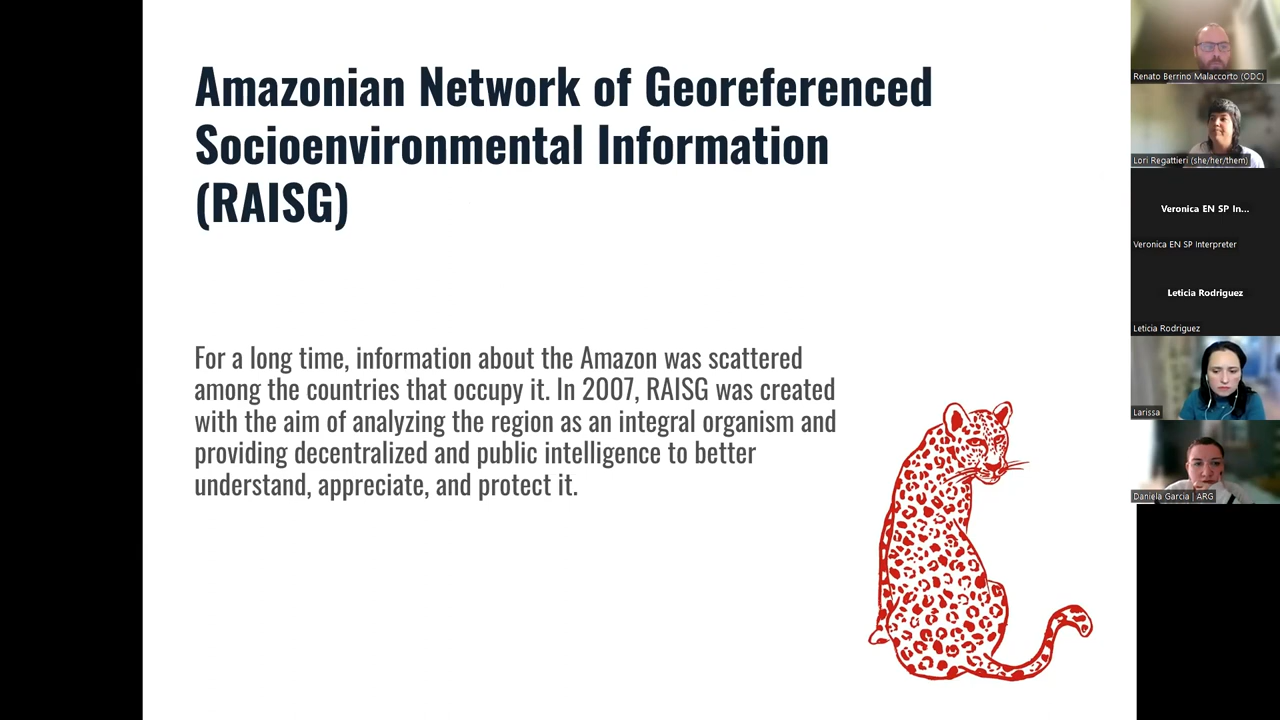 Amazonian Network of Georeferenced
Socioenvironmental Information
(RAISG)
For a long time, information about the Amazon was scattered
among the countries that occupy it. In 2007, RAISG was created
with the aim of analyzing the region as an integral organism and
providing decentralized and public intelligence to better
understand, appreciate, and protect it.
Renato Berrino Malaccorto (ODC)
Lori Regattieri (she/her/them)
Veronica EN SP In...
Veronica EN SP Interpreter
Leticia Rodriguez
Leticia Rodriguez
Larissa
Daniela Garcia | ARG